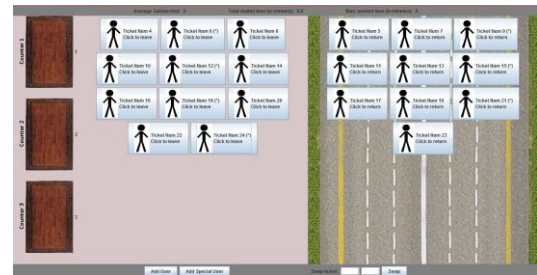 Average Satisfaction: 5 Total waited time (in minutes): 0.0 Max. waited time (in minutes): 0
Counter 1
1
Ticket Num 4
Click to leave
Ticket Num 6 (*)
Click to leave
Ticket Num 8
Click to leave
Ticket Num 10
Click to leave
Ticket Num 12 (*)
Click to leave
Ticket Num 14
Click to leave
Counter 2
2
Ticket Num 16
Click to leave
Ticket Num 18 (*)
Click to leave
Ticket Num 20
Click to leave
Ticket Num 22
Click to leave
Ticket Num 24 (*)
Click to leave
Counter 3
3
Ticket Num 5
Click to return
Ticket Num 7
Click to return
Ticket Num 9 (*)
Click to return
Ticket Num 11
Click to return
Ticket Num 13
Click to return
Ticket Num 15 (*)
Click to return
Ticket Num 17
Click to return
Ticket Num
Click to return
Ticket Num 21 (*)
Click to return
Ticket Num 23
Click to return
Add User
Add Special User
Swap ticket
Swap